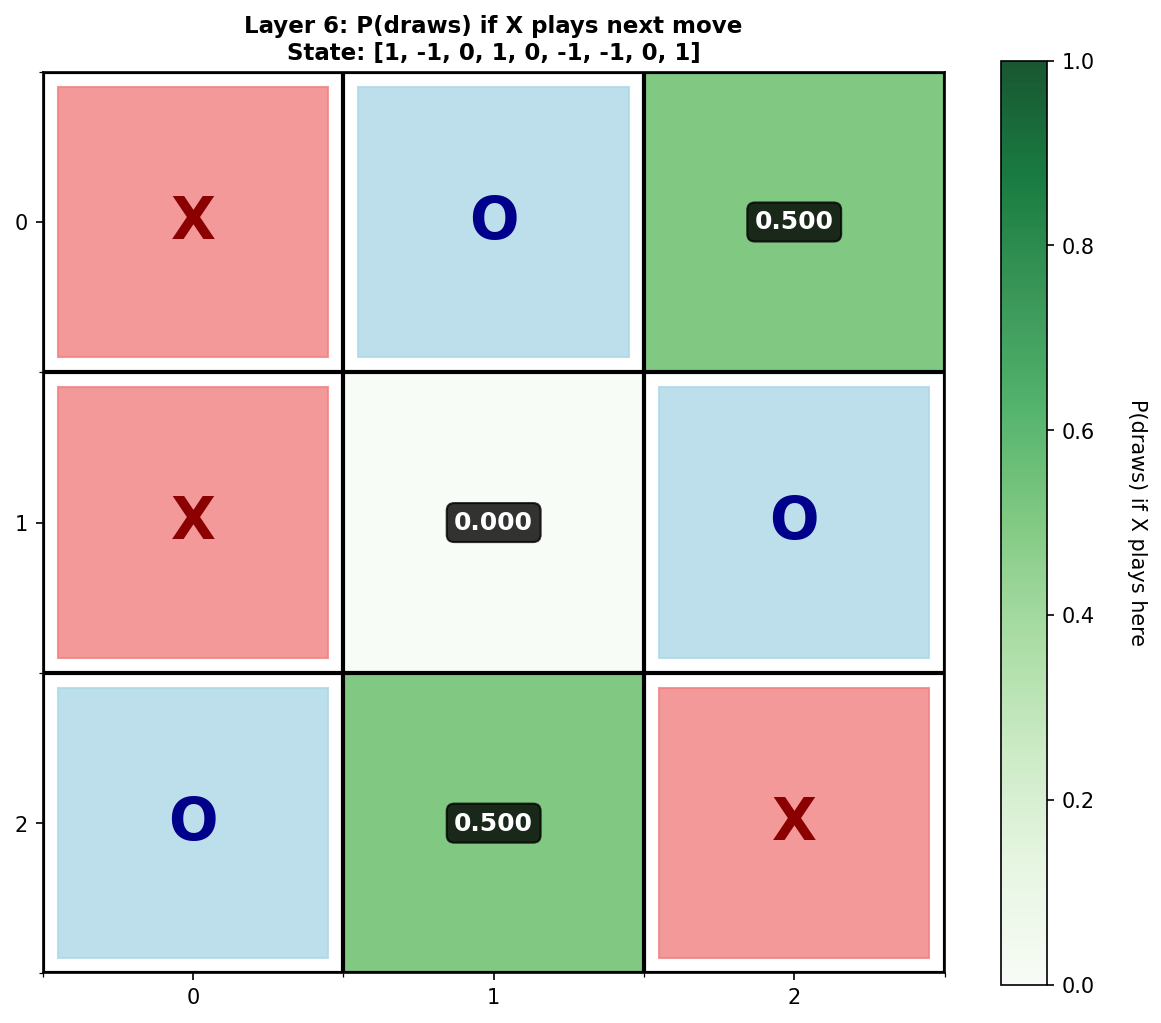 Layer 6: P(draws) if X plays next move
State: [1, -1, 0, 1, 0, -1, -1, 0, 1]
0 X O 0.500
1 X 0.000 O
2 O 0.500 X
0 1 2
1.0
0.8
0.6
0.4
0.2
0.0
P(draws) if X plays here